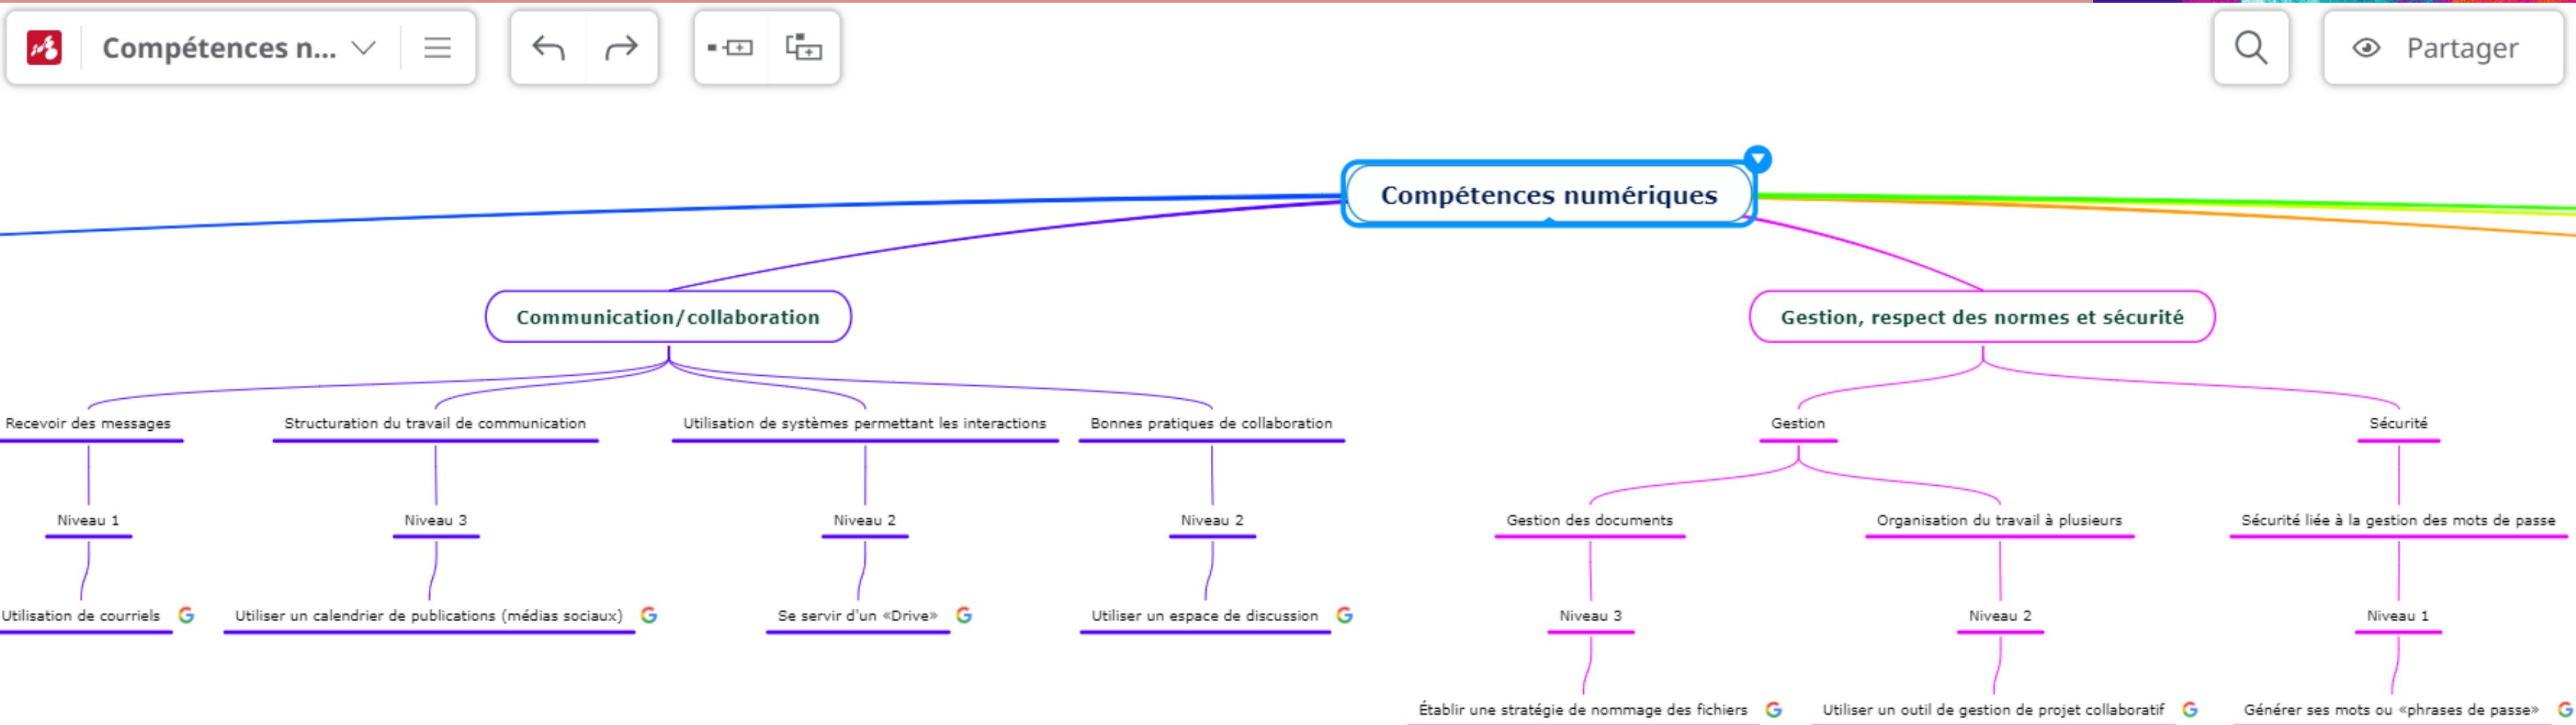 Compétences n...
Partager
Compétences numériques
Communication/collaboration
Gestion, respect des normes et sécurité
Recevoir des messages
Structuration du travail de communication
Utilisation de systèmes permettant les interactions
Bonnes pratiques de collaboration
Gestion
Sécurité
Niveau 1
Niveau 3
Niveau 2
Niveau 2
Gestion des documents
Organisation du travail à plusieurs
Sécurité liée à la gestion des mots de passe
Utilisation de courriels
Utiliser un calendrier de publications (médias sociaux)
Se servir d'un «Drive»
Utiliser un espace de discussion
Niveau 3
Niveau 2
Niveau 1
Établir une stratégie de nommage des fichiers
Utiliser un outil de gestion de projet collaboratif
Générer ses mots ou «phrases de passe»